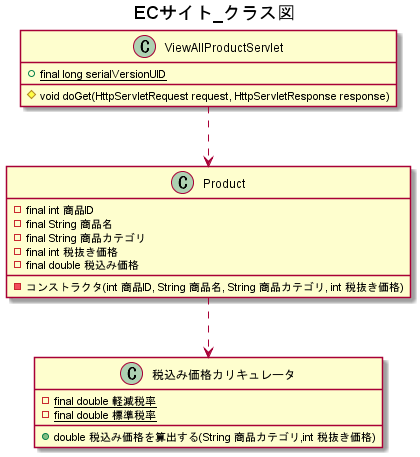 ECサイト_クラス図
C ViewAllProductServlet
final long serialVersionUID
void doGet(HttpServletRequest request, HttpServletResponse response)
C Product
final int 商品ID
final String 商品名
final String 商品カテゴリ
final int 税抜き価格
final double 税込み価格
コンストラクタ(int 商品ID, String 商品名, String 商品カテゴリ, int 税抜き価格)
C 税込み価格カリキュレータ
final double 軽減税率
final double 標準税率
double 税込み価格を算出する(String 商品カテゴリ,int 税抜き価格)